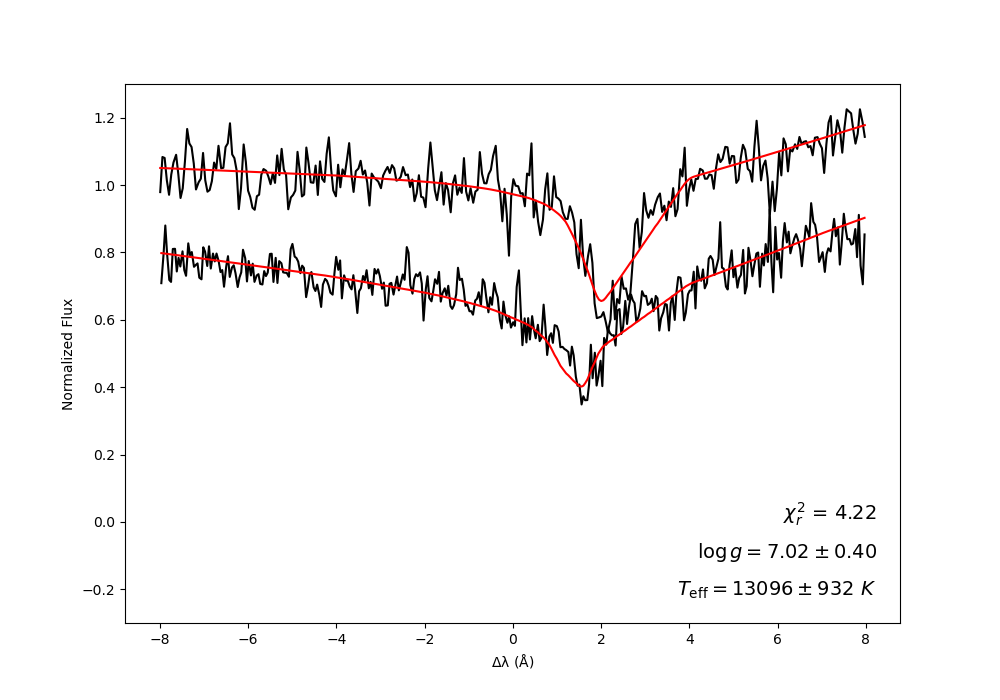 1.2
1.0
0.8
0.6
0.4
0.2
0.0
−0.2
Normalized Flux
χ²ᵣ = 4.22
log g = 7.02 ± 0.40
T_eff = 13096 ± 932 K
−8 −6 −4 −2 0 2 4 6 8
Δλ (Å)